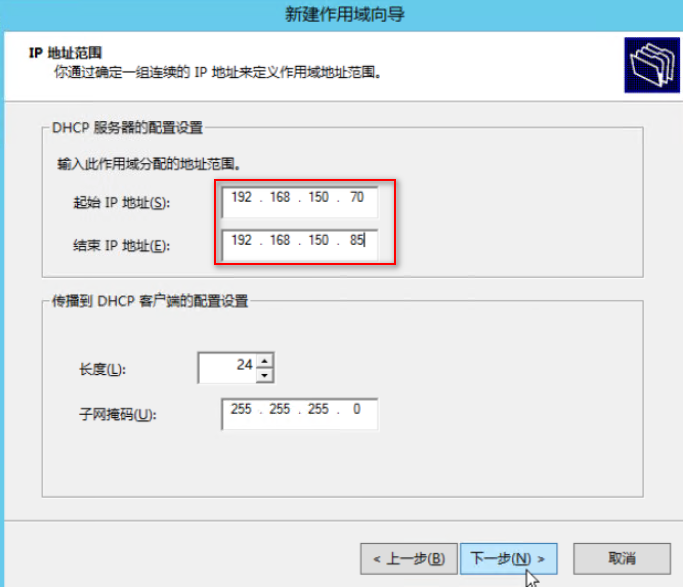 新建作用域向导
IP 地址范围
你通过确定一组连续的 IP 地址来定义作用域地址范围。
DHCP 服务器的配置设置
输入此作用域分配的地址范围。
起始 IP 地址(S): 192 . 168 . 150 . 70
结束 IP 地址(E): 192 . 168 . 150 . 85
传播到 DHCP 客户端的配置设置
长度(L): 24
子网掩码(U): 255 . 255 . 255 . 0
< 上一步(B) 下一步(N) > 取消